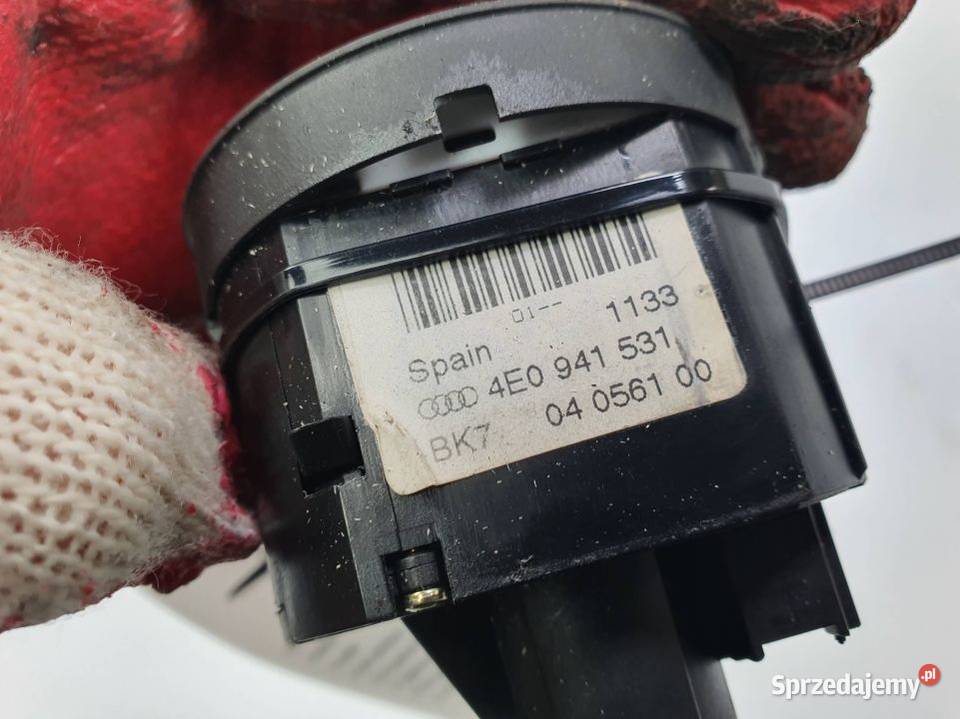 01--
1133
Spain
4E0 941 531
BK7 04 0561 00
Sprzedajemy.pl